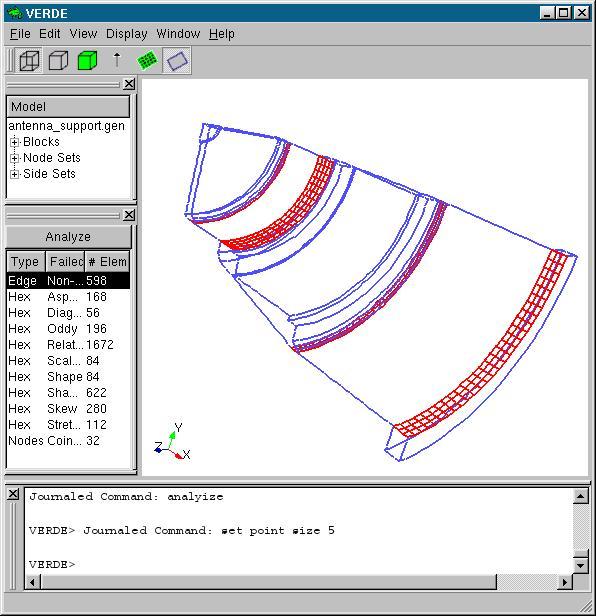 VERDE
File Edit View Display Window Help
Model
antenna_support.gen
Blocks
Node Sets
Side Sets
Analyze
Type Failed # Elem
Edge Non-... 598
Hex Asp... 168
Hex Diag... 56
Hex Oddy 196
Hex Relat... 1672
Hex Scal... 84
Hex Shape 84
Hex Sha... 622
Hex Skew 280
Hex Stret... 112
Nodes Coin... 32
Y
Z
X
Journaled Command: analyize
VERDE> Journaled Command: set point size 5
VERDE>